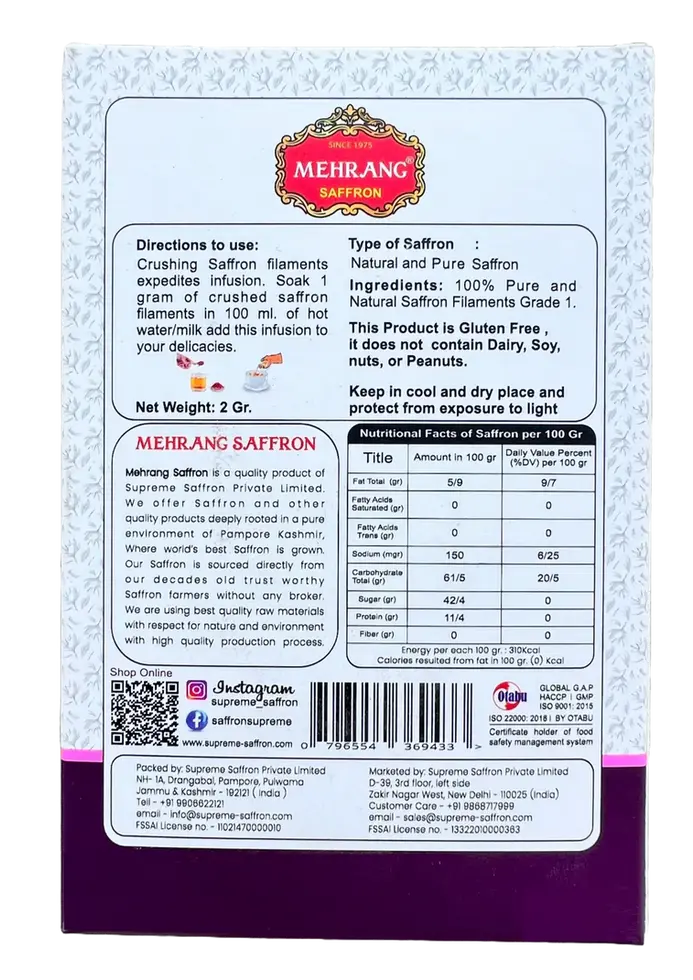 SINCE 1975
MEHRANG®
SAFFRON
Directions to use:
Crushing Saffron filaments
expedites infusion. Soak 1
gram of crushed saffron
filaments in 100 ml. of hot
water/milk add this infusion to
your delicacies.
Net Weight: 2 Gr.
Type of Saffron :
Natural and Pure Saffron
Ingredients: 100% Pure and
Natural Saffron Filaments Grade 1.
This Product is Gluten Free ,
it does not contain Dairy, Soy,
nuts, or Peanuts.
Keep in cool and dry place and
protect from exposure to light
MEHRANG SAFFRON
Mehrang Saffron is a quality product of
Supreme Saffron Private Limited.
We offer Saffron and other
quality products deeply rooted in a pure
environment of Pampore Kashmir,
Where world's best Saffron is grown.
Our Saffron is sourced directly from
our decades old trust worthy
Saffron farmers without any broker.
We are using best quality raw materials
with respect for nature and environment
with high quality production process.
Nutritional Facts of Saffron per 100 Gr
Title Amount in 100 gr Daily Value Percent
(%DV) per 100 gr
Fat Total (gr) 5/9 9/7
Fatty Acids
Saturated (gr) 0 0
Fatty Acids
Trans (gr) 0 0
Sodium (mgr) 150 6/25
Carbohydrate
Total (gr) 61/5 20/5
Sugar (gr) 42/4 0
Protein (gr) 11/4 0
Fiber (gr) 0 0
Energy per each 100 gr. : 310Kcal
Calories resulted from fat in 100 gr. (0) Kcal
Shop Online
Instagram
supreme_saffron
saffronsupreme
www.supreme-saffron.com
0 796554 369433 >
Otabu
GLOBAL G.A.P
HACCP | GMP
ISO 9001: 2015
ISO 22000: 2018 | BY OTABU
Certificate holder of food
safety management system
Packed by: Supreme Saffron Private Limited
NH- 1A, Drangabal, Pampore, Pulwama
Jammu & Kashmir - 192121 ( India )
Tell - +91 9906622121
email - info@supreme-saffron.com
FSSAI License no. - 11021470000010
Marketed by: Supreme Saffron Private Limited
D-39, 3rd floor, left side
Zakir Nagar West, New Delhi - 110025 (India)
Customer Care - +91 9868717999
email - sales@supreme-saffron.com
FSSAI License no. - 13322010000363